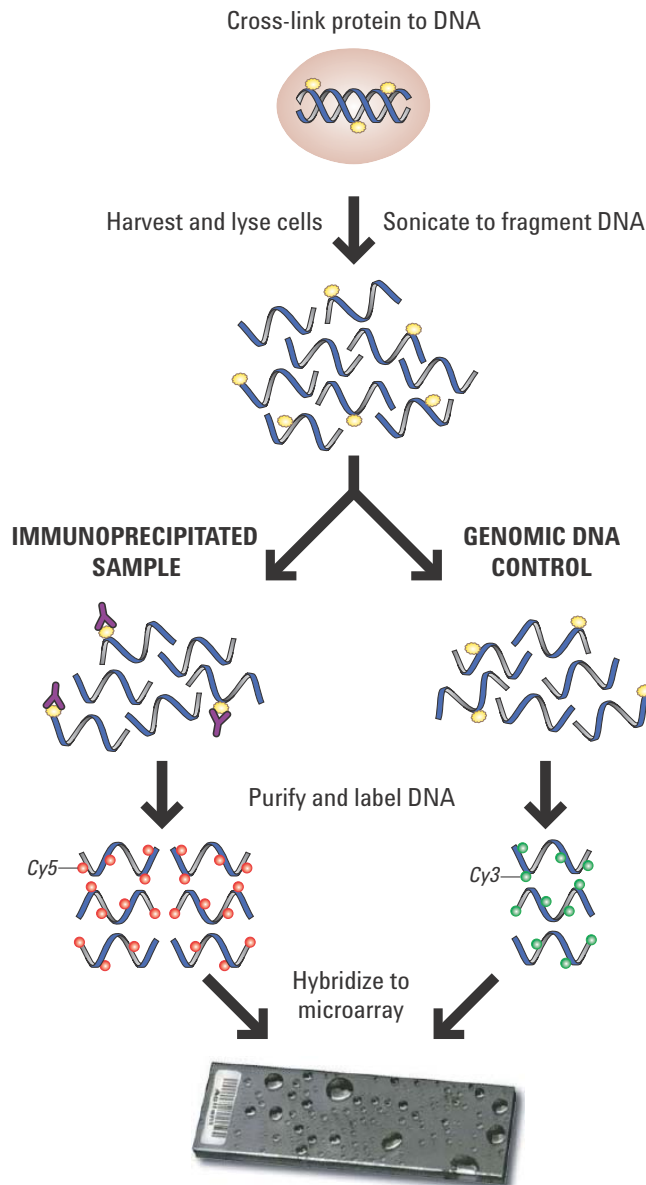 Cross-link protein to DNA
Harvest and lyse cells
Sonicate to fragment DNA
IMMUNOPRECIPITATED
SAMPLE
GENOMIC DNA
CONTROL
Purify and label DNA
Cy5
Cy3
Hybridize to
microarray